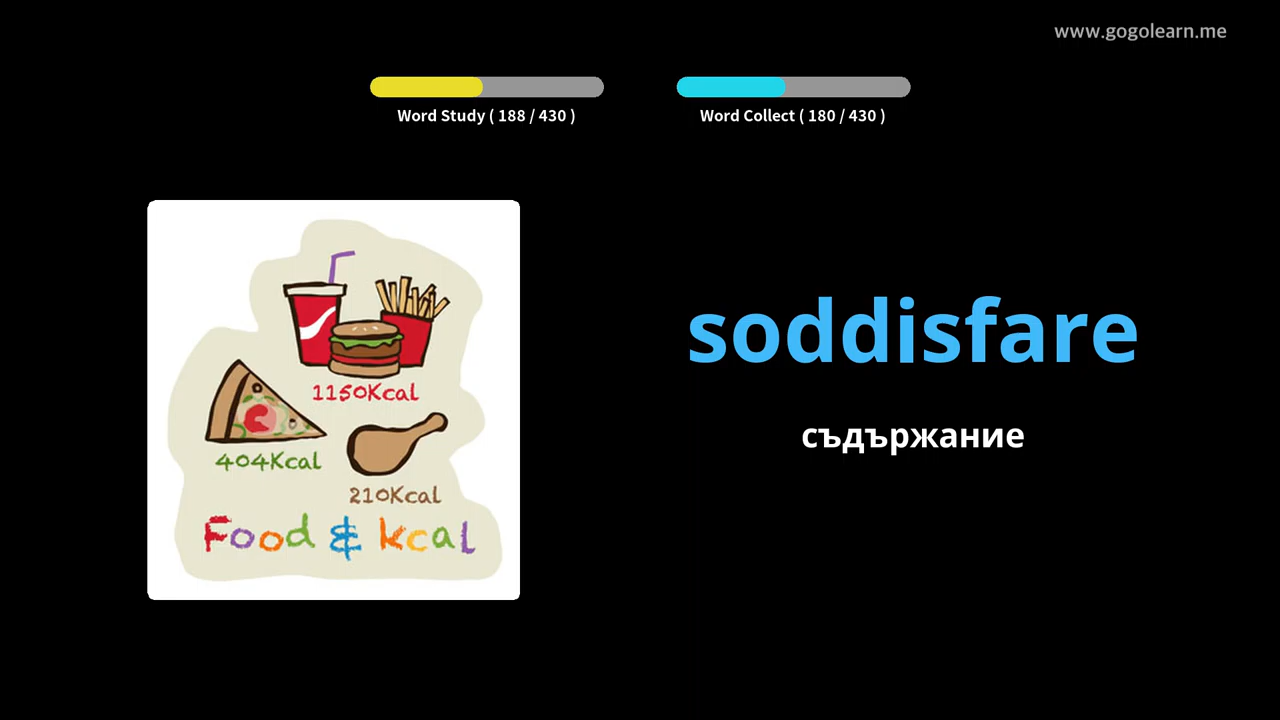 www.gogolearn.me
Word Study ( 188 / 430 )
Word Collect ( 180 / 430 )
1150Kcal
404Kcal
210Kcal
Food & kcal
soddisfare
съдържание